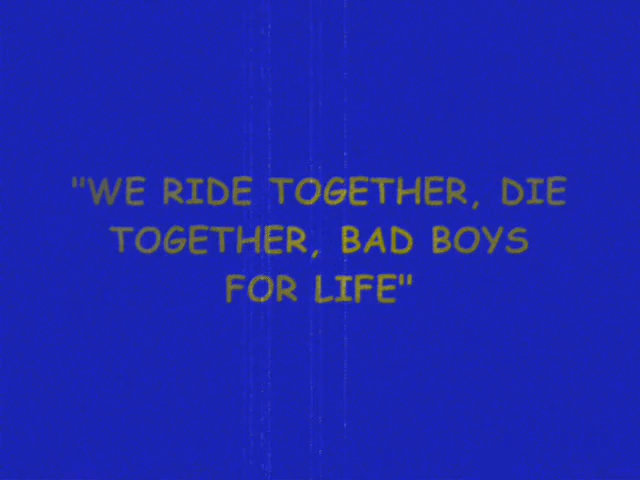 "WE RIDE TOGETHER, DIE
TOGETHER, BAD BOYS
FOR LIFE"